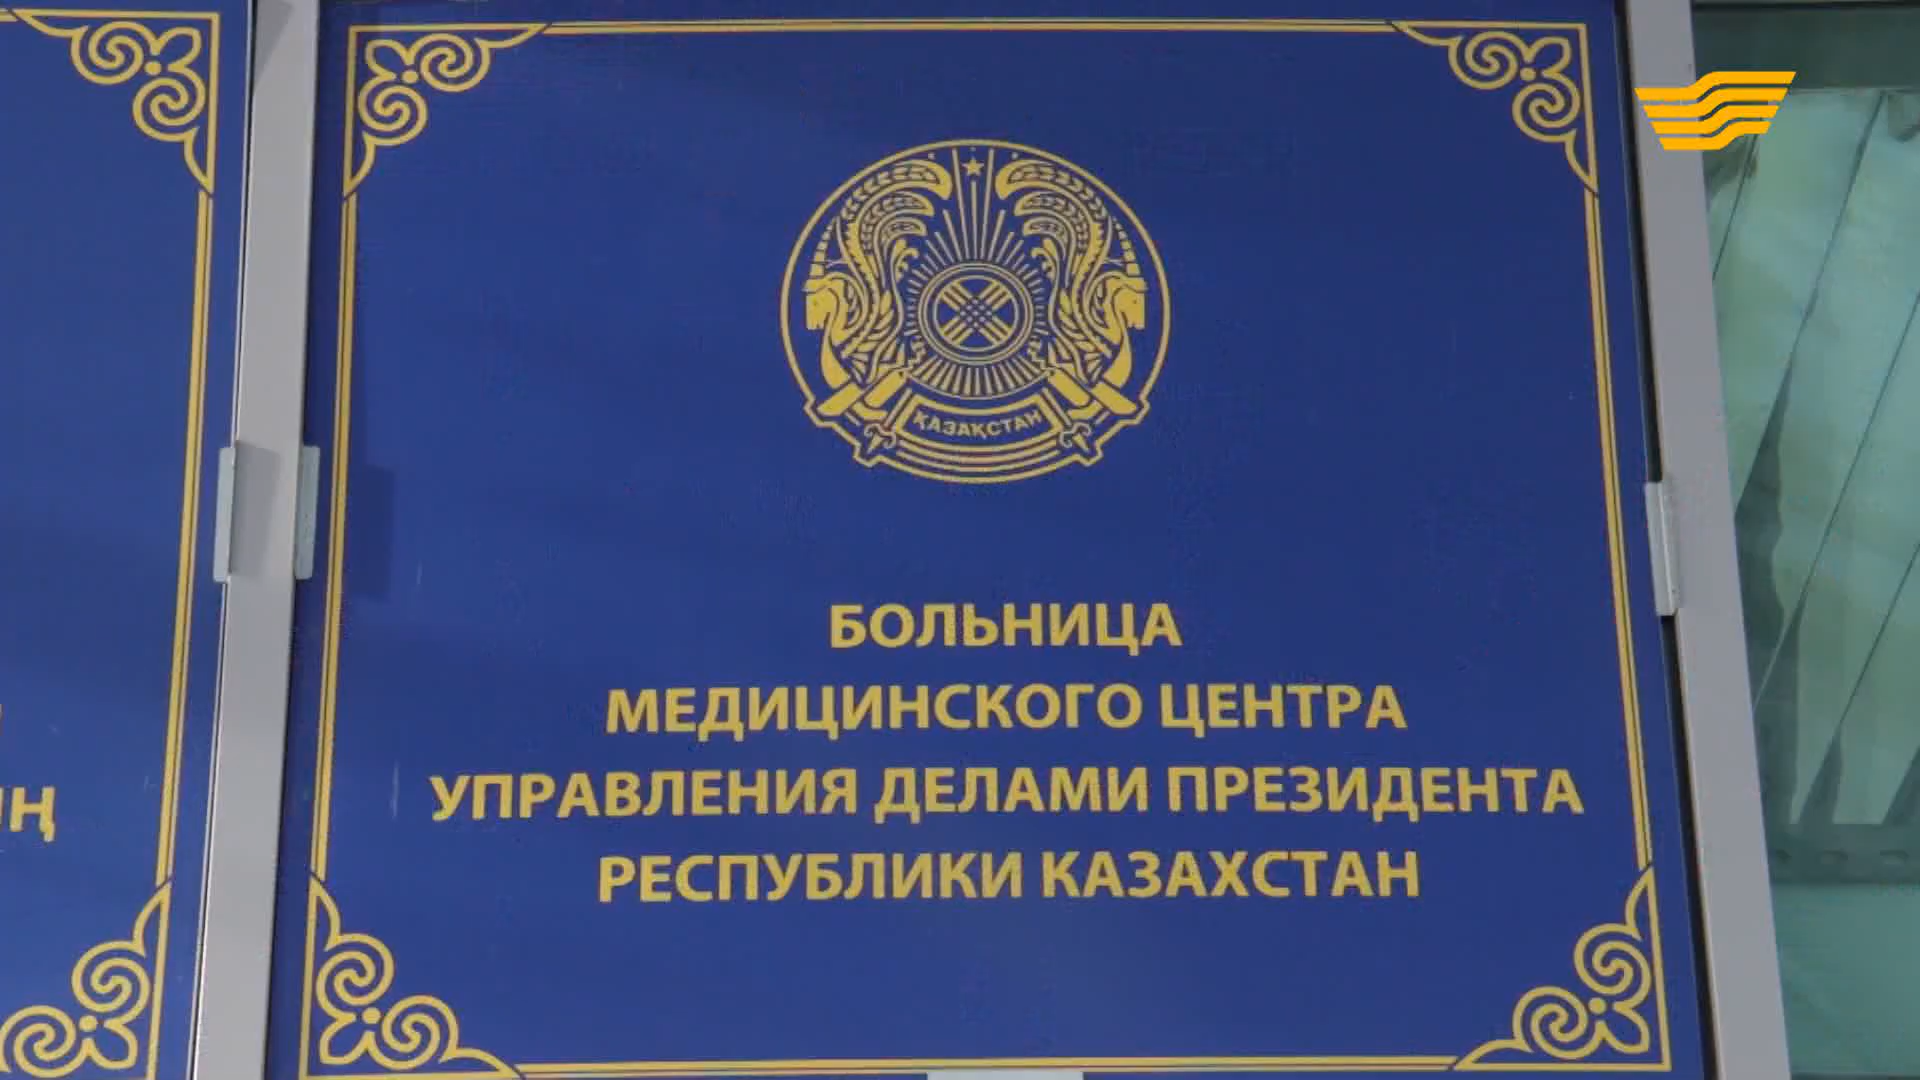 ҚАЗАҚСТАН
БОЛЬНИЦА
МЕДИЦИНСКОГО ЦЕНТРА
УПРАВЛЕНИЯ ДЕЛАМИ ПРЕЗИДЕНТА
РЕСПУБЛИКИ КАЗАХСТАН